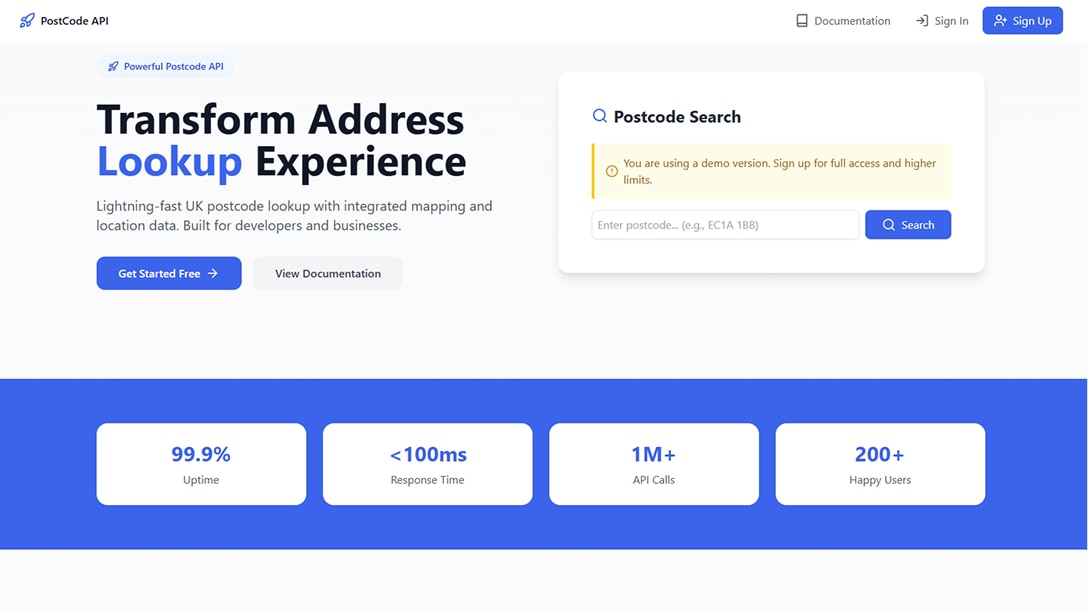 PostCode API
Documentation
Sign In
Sign Up
Powerful Postcode API
Transform Address
Lookup Experience
Lightning-fast UK postcode lookup with integrated mapping and
location data. Built for developers and businesses.
Get Started Free
View Documentation
Postcode Search
You are using a demo version. Sign up for full access and higher
limits.
Enter postcode... (e.g., EC1A 1BB)
Search
99.9%
Uptime
<100ms
Response Time
1M+
API Calls
200+
Happy Users